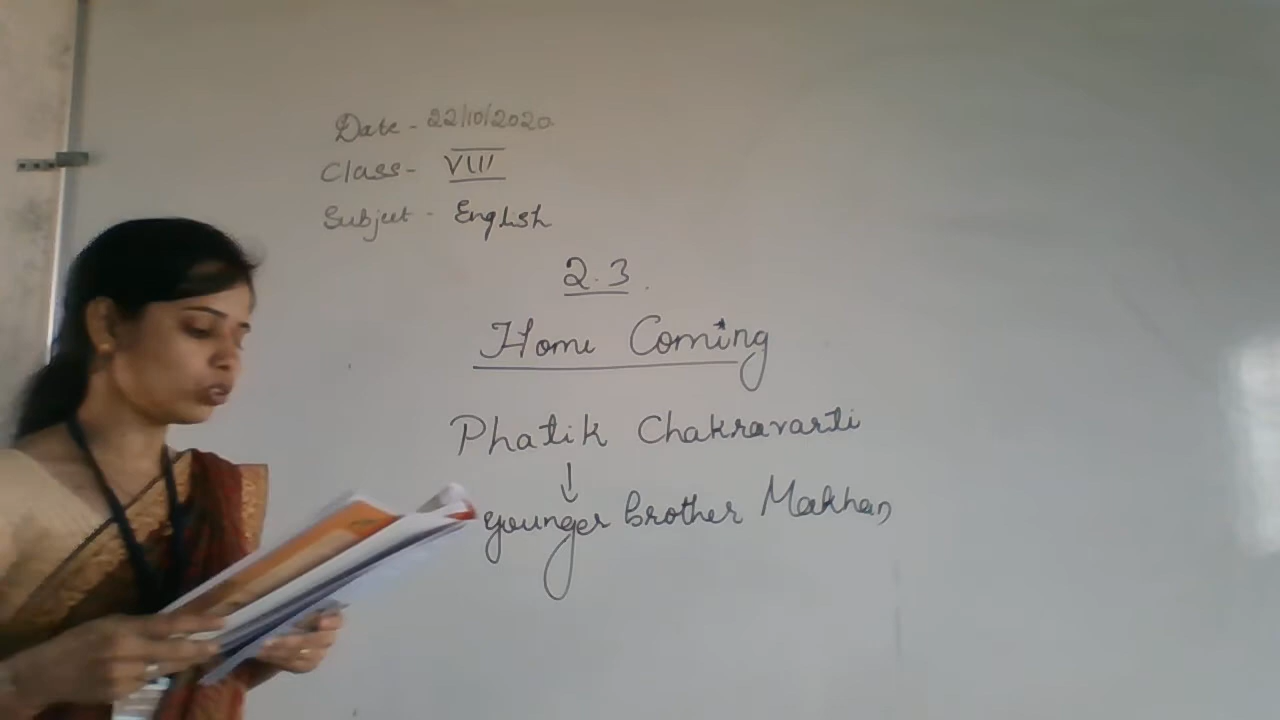 Date - 22/10/2020
Class - VIII
Subject - English
2.3.
Home Coming
Phatik Chakravarti
↓
younger brother Makhan